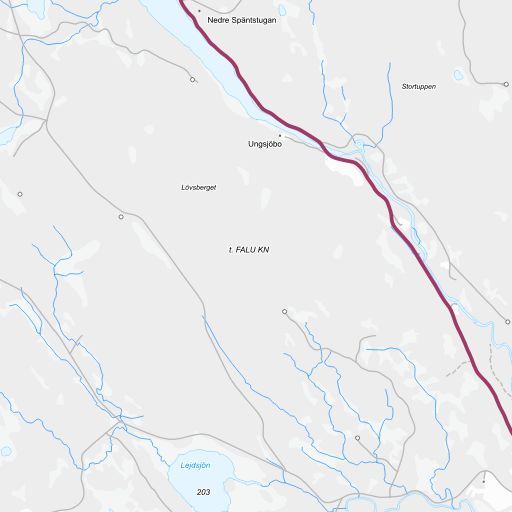 Nedre Späntstugan
Stortuppen
Ungsjöbo
Lövsberget
t. FALU KN
Lejdsjön
203